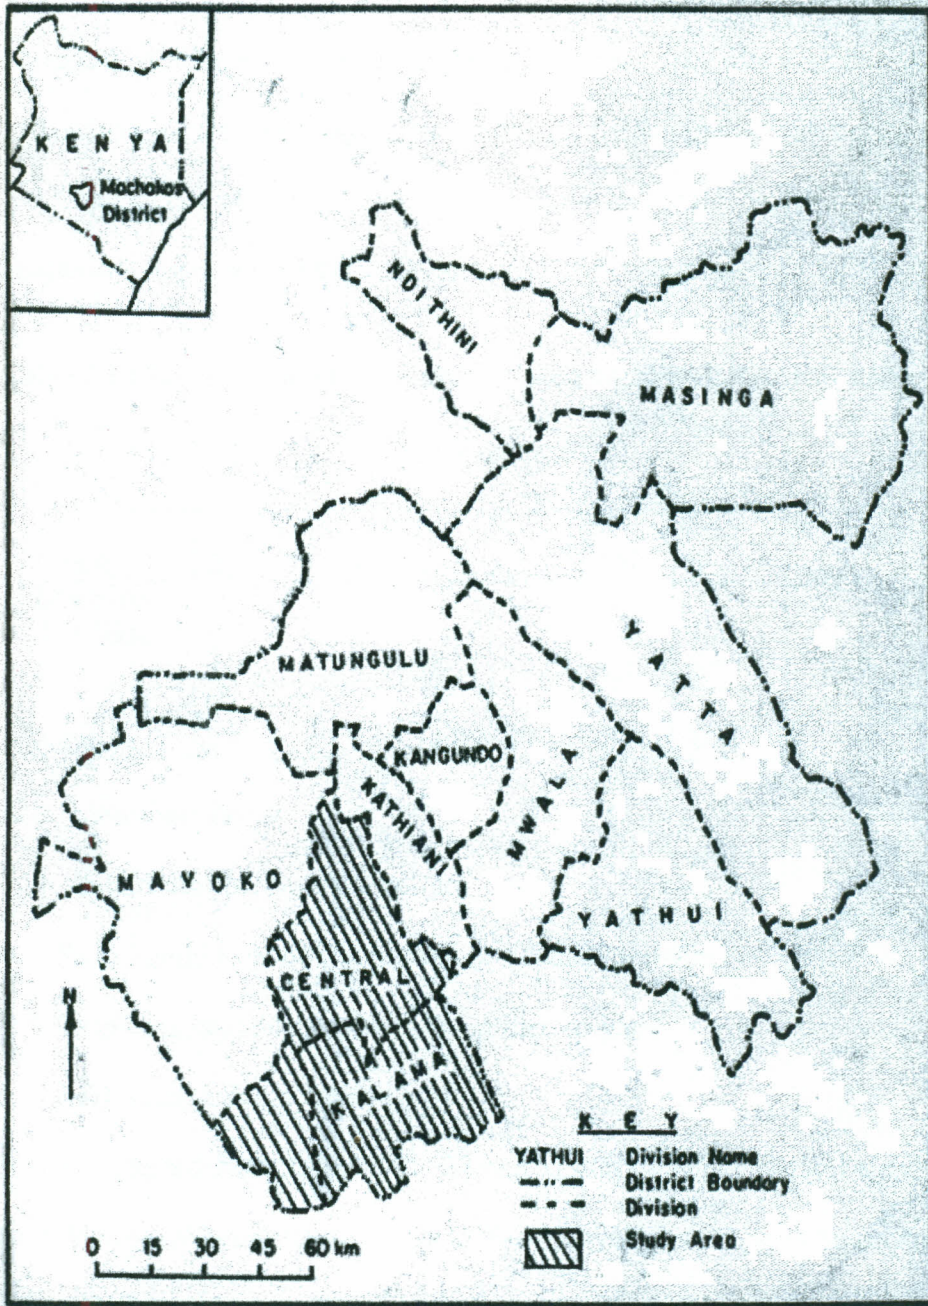 KENYA
Machakos
District
NDITHINI
MASINGA
YATTA
MATUNGULU
KANGUNDO
KATHIANI
MWALA
MAYOKO
YATHUI
CENTRAL
N
KALAMA
KEY
YATHUI Division Name
District Boundary
Division
Study Area
0 15 30 45 60 km